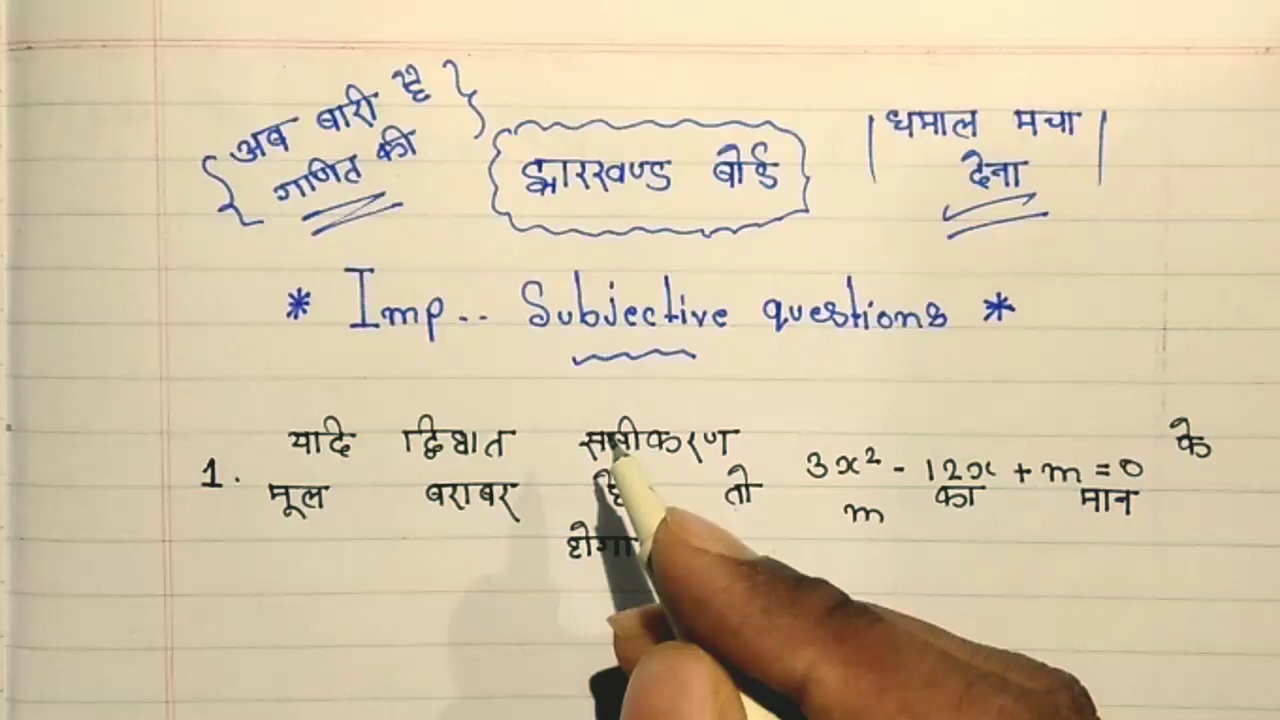 अब बारी है
गणित की
झारखण्ड बोर्ड
धमाल मचा
देना
* Imp.. Subjective questions *
1. यदि द्विघात समीकरण 3x² - 12x + m = 0 के
मूल बराबर है तो m का मान
होगा